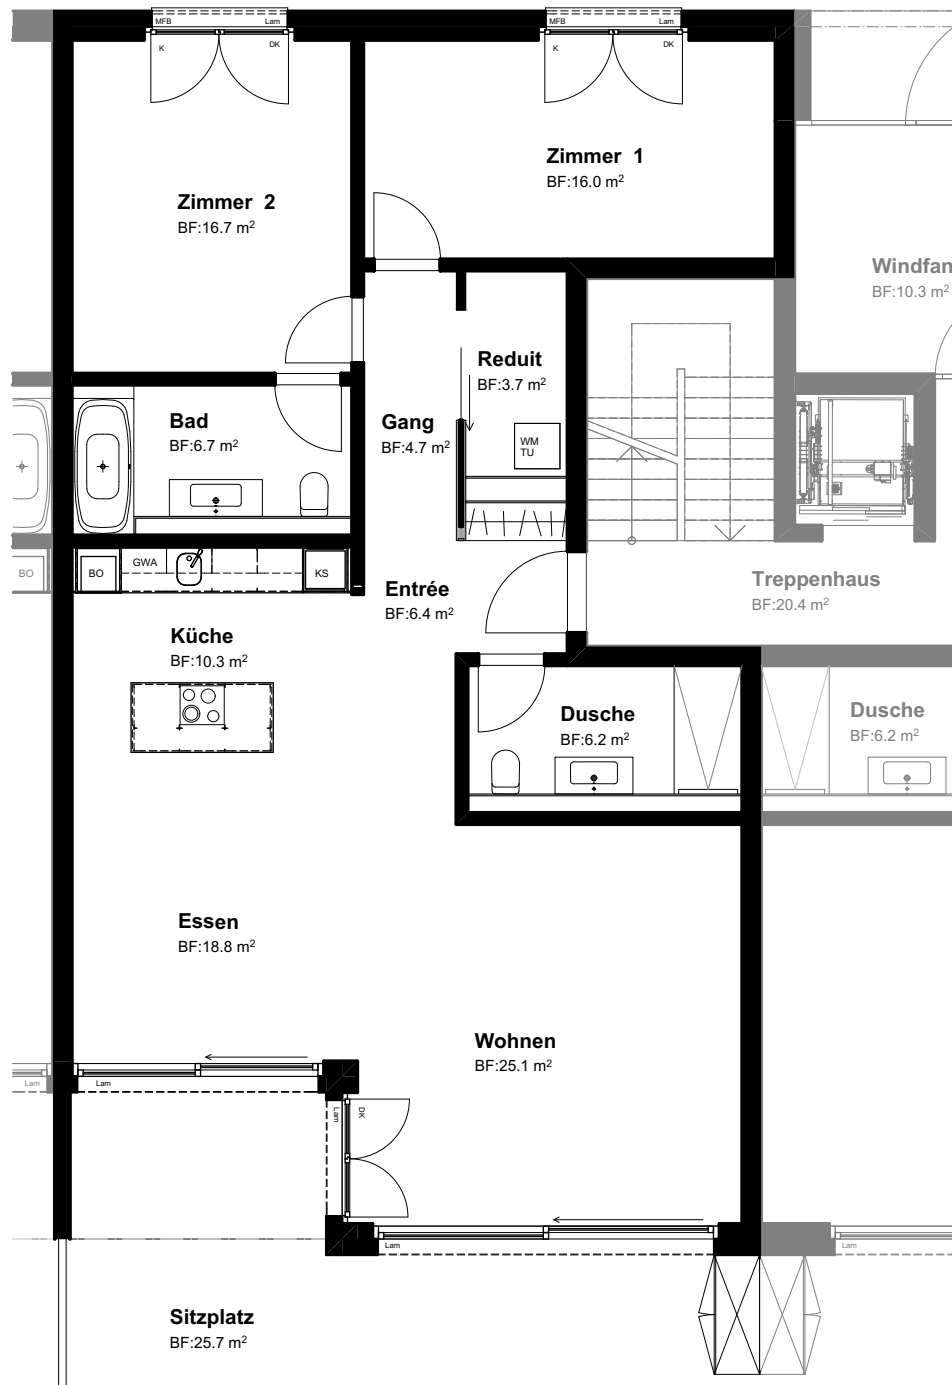 MFB
Lam
MFB
Lam
K
DK
K
DK
Zimmer 1
BF:16.0 m²
Zimmer 2
BF:16.7 m²
Windfan
BF:10.3 m²
Reduit
BF:3.7 m²
Bad
BF:6.7 m²
Gang
BF:4.7 m²
WM
TU
BO
BO
GWA
KS
Entrée
BF:6.4 m²
Treppenhaus
BF:20.4 m²
Küche
BF:10.3 m²
Dusche
BF:6.2 m²
Dusche
BF:6.2 m²
Essen
BF:18.8 m²
Wohnen
BF:25.1 m²
Lam
Lam
Lam
DK
Lam
Lam
Sitzplatz
BF:25.7 m²